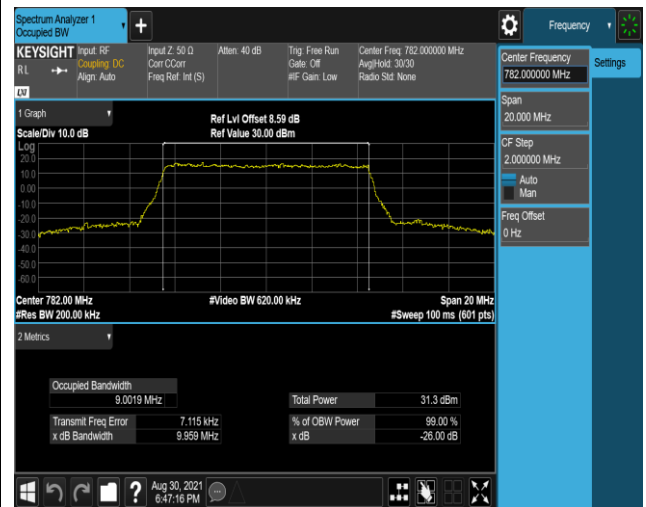 Spectrum Analyzer 1
Occupied BW
+
Frequency
KEYSIGHT
RL
LXI
Input: RF
Coupling: DC
Align: Auto
Input Z: 50 Ω
Corr CCorr
Freq Ref: Int (S)
Atten: 40 dB
Trig: Free Run
Gate: Off
#IF Gain: Low
Center Freq: 782.000000 MHz
Avg|Hold: 30/30
Radio Std: None
Center Frequency
782.000000 MHz
Settings
Span
20.000 MHz
CF Step
2.000000 MHz
Auto
Man
Freq Offset
0 Hz
1 Graph
Scale/Div 10.0 dB
Ref Lvl Offset 8.59 dB
Ref Value 30.00 dBm
Log
20.0
10.0
0.00
-10.0
-20.0
-30.0
-40.0
-50.0
-60.0
Center 782.00 MHz
#Video BW 620.00 kHz
Span 20 MHz
#Res BW 200.00 kHz
#Sweep 100 ms (601 pts)
2 Metrics
Occupied Bandwidth
9.0019 MHz
Total Power 31.3 dBm
Transmit Freq Error 7.115 kHz
% of OBW Power 99.00 %
x dB Bandwidth 9.959 MHz
x dB -26.00 dB
?
Aug 30, 2021
6:47:16 PM